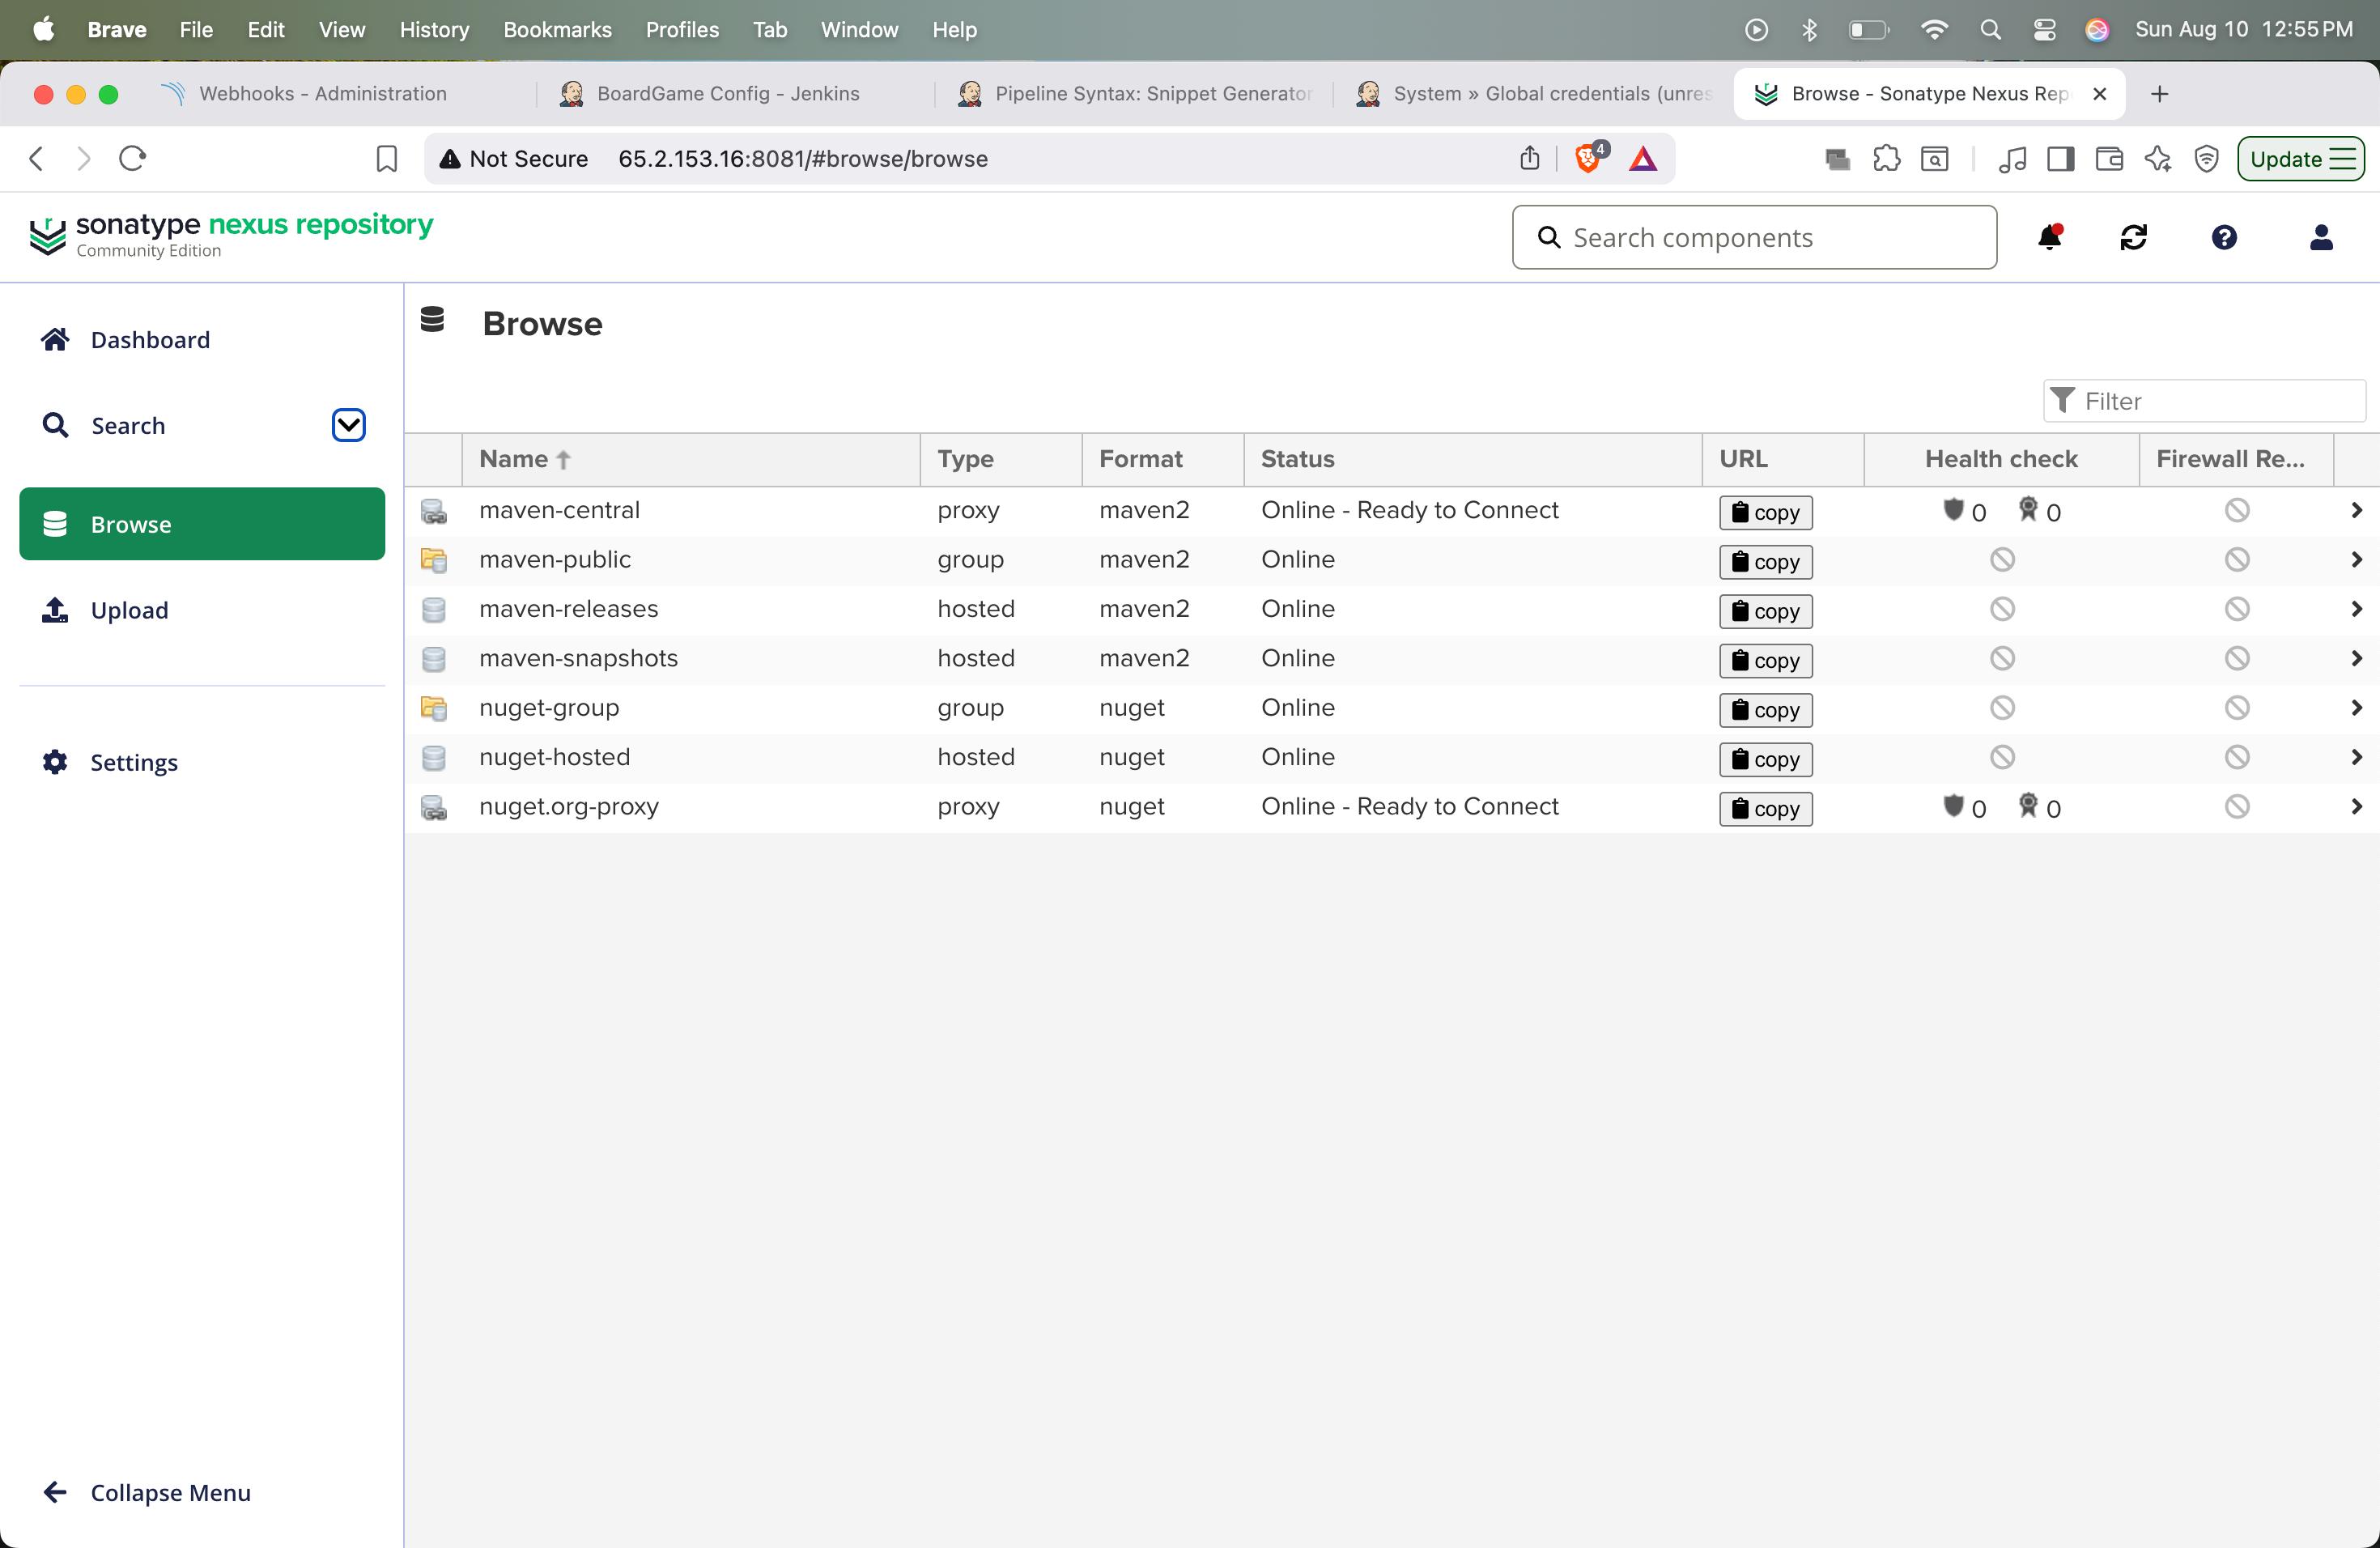 Brave File Edit View History Bookmarks Profiles Tab Window Help Sun Aug 10 12:55 PM
Webhooks - Administration BoardGame Config - Jenkins Pipeline Syntax: Snippet Generator System » Global credentials (unres Browse - Sonatype Nexus Rep
Not Secure 65.2.153.16:8081/#browse/browse 4 Update
sonatype nexus repository
Community Edition
Search components
Dashboard
Search
Browse
Upload
Settings
Collapse Menu
Browse
Filter
Name Type Format Status URL Health check Firewall Re...
maven-central proxy maven2 Online - Ready to Connect copy 0 0
maven-public group maven2 Online copy
maven-releases hosted maven2 Online copy
maven-snapshots hosted maven2 Online copy
nuget-group group nuget Online copy
nuget-hosted hosted nuget Online copy
nuget.org-proxy proxy nuget Online - Ready to Connect copy 0 0